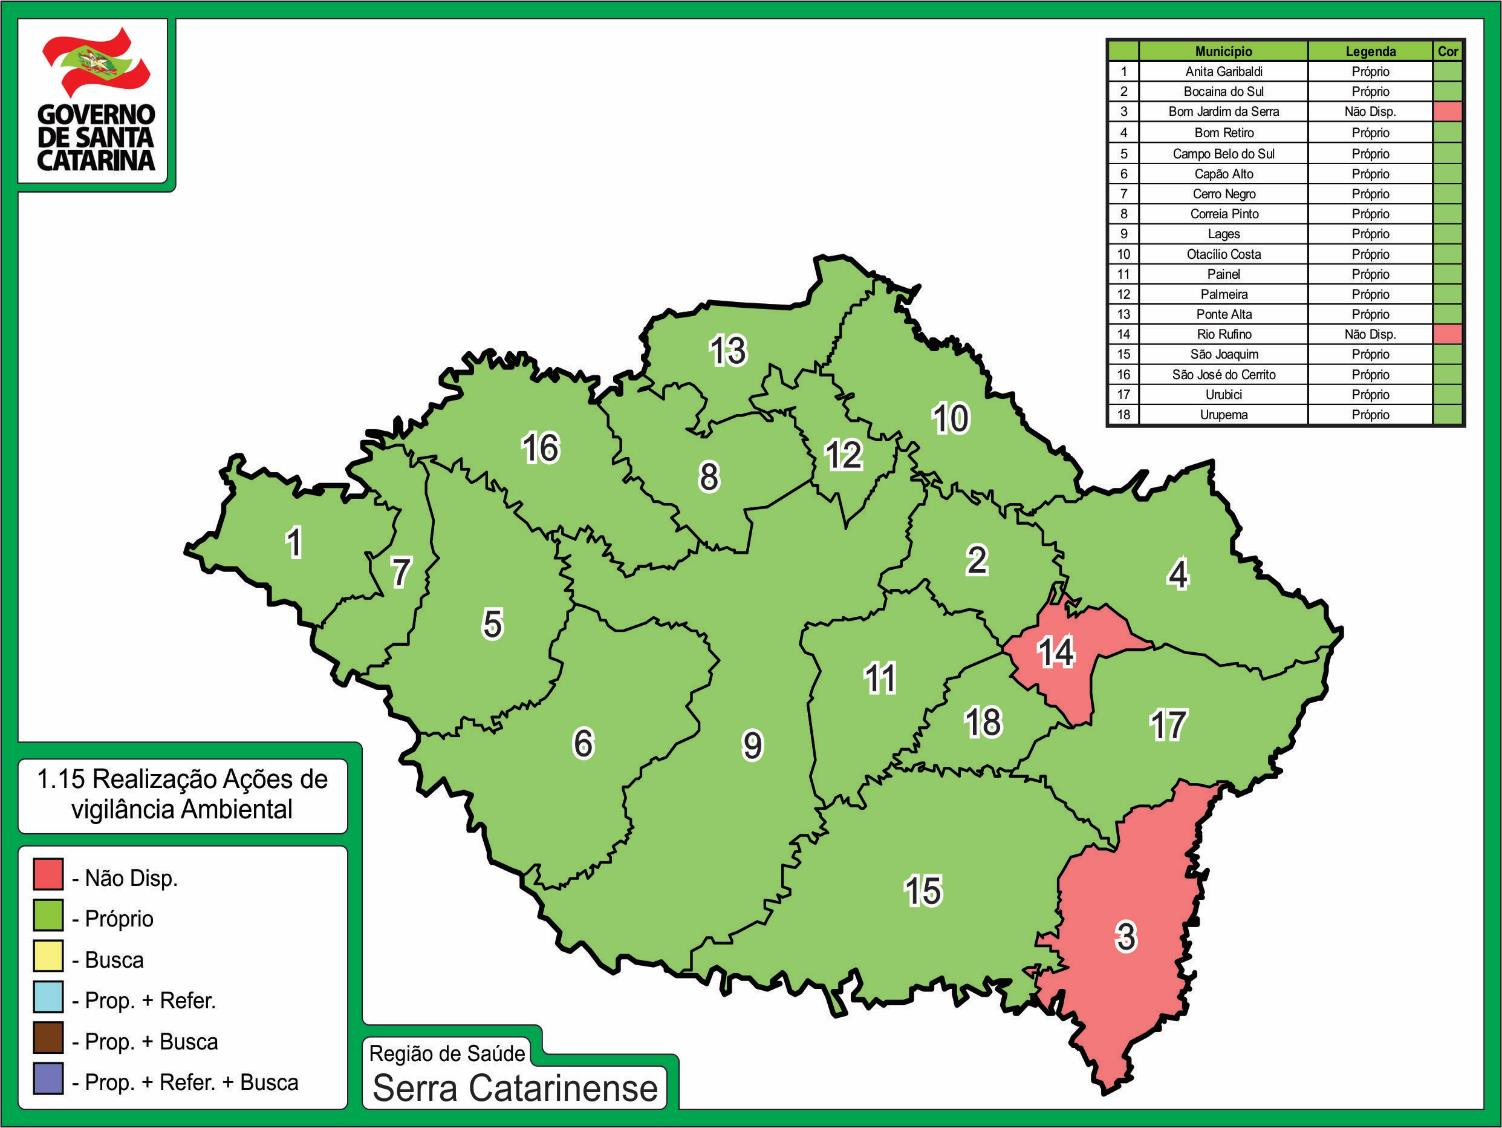 GOVERNO
DE SANTA
CATARINA
Município Legenda Cor
1 Anita Garibaldi Próprio
2 Bocaina do Sul Próprio
3 Bom Jardim da Serra Não Disp.
4 Bom Retiro Próprio
5 Campo Belo do Sul Próprio
6 Capão Alto Próprio
7 Cerro Negro Próprio
8 Correia Pinto Próprio
9 Lages Próprio
10 Otacílio Costa Próprio
11 Painel Próprio
12 Palmeira Próprio
13 Ponte Alta Próprio
14 Rio Rufino Não Disp.
15 São Joaquim Próprio
16 São José do Cerrito Próprio
17 Urubici Próprio
18 Urupema Próprio
13
10
16
12
8
1
2
4
7
5
14
11
18
17
6
9
15
3
1.15 Realização Ações de
vigilância Ambiental
- Não Disp.
- Próprio
- Busca
- Prop. + Refer.
- Prop. + Busca
- Prop. + Refer. + Busca
Região de Saúde
Serra Catarinense